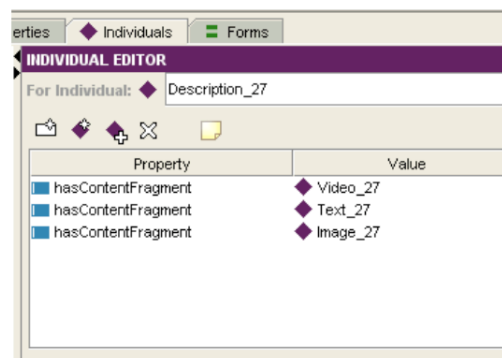 erties Individuals Forms
INDIVIDUAL EDITOR
For Individual: Description_27
Property Value
hasContentFragment Video_27
hasContentFragment Text_27
hasContentFragment Image_27